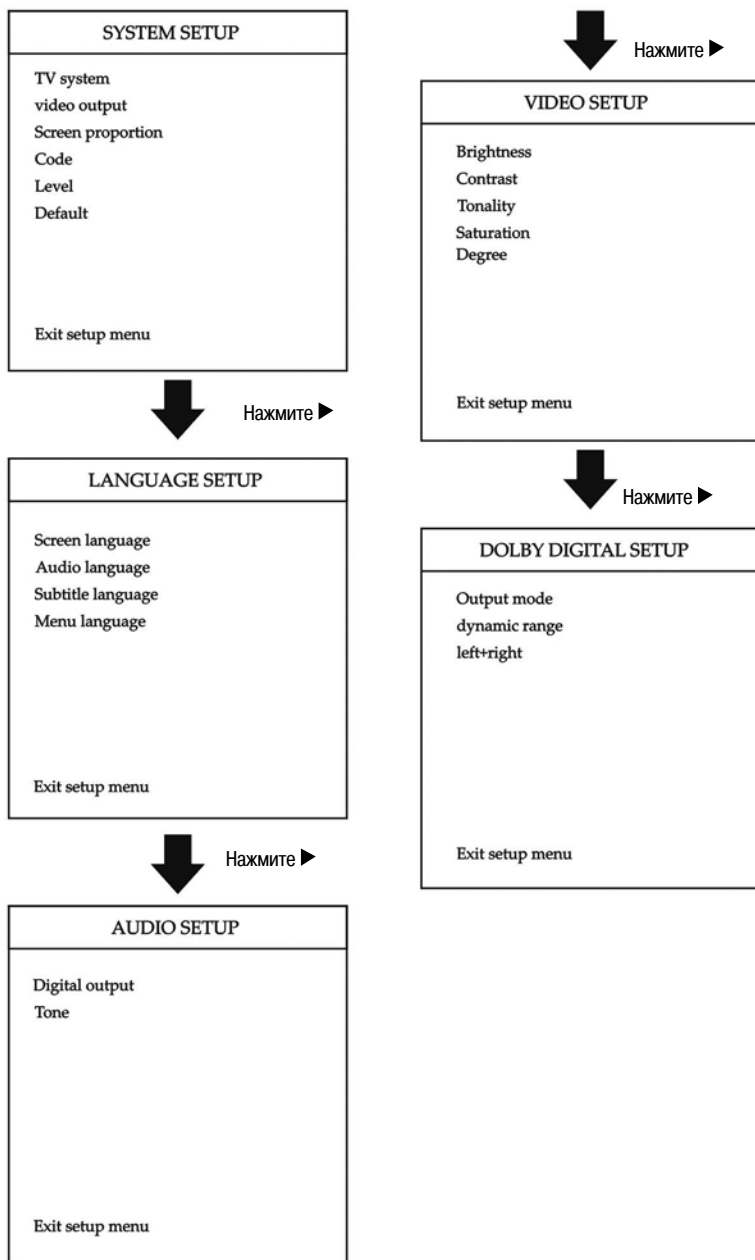 SYSTEM SETUP
TV system
video output
Screen proportion
Code
Level
Default
Exit setup menu
Нажмите ▶
LANGUAGE SETUP
Screen language
Audio language
Subtitle language
Menu language
Exit setup menu
Нажмите ▶
AUDIO SETUP
Digital output
Tone
Exit setup menu
Нажмите ▶
VIDEO SETUP
Brightness
Contrast
Tonality
Saturation
Degree
Exit setup menu
Нажмите ▶
DOLBY DIGITAL SETUP
Output mode
dynamic range
left+right
Exit setup menu